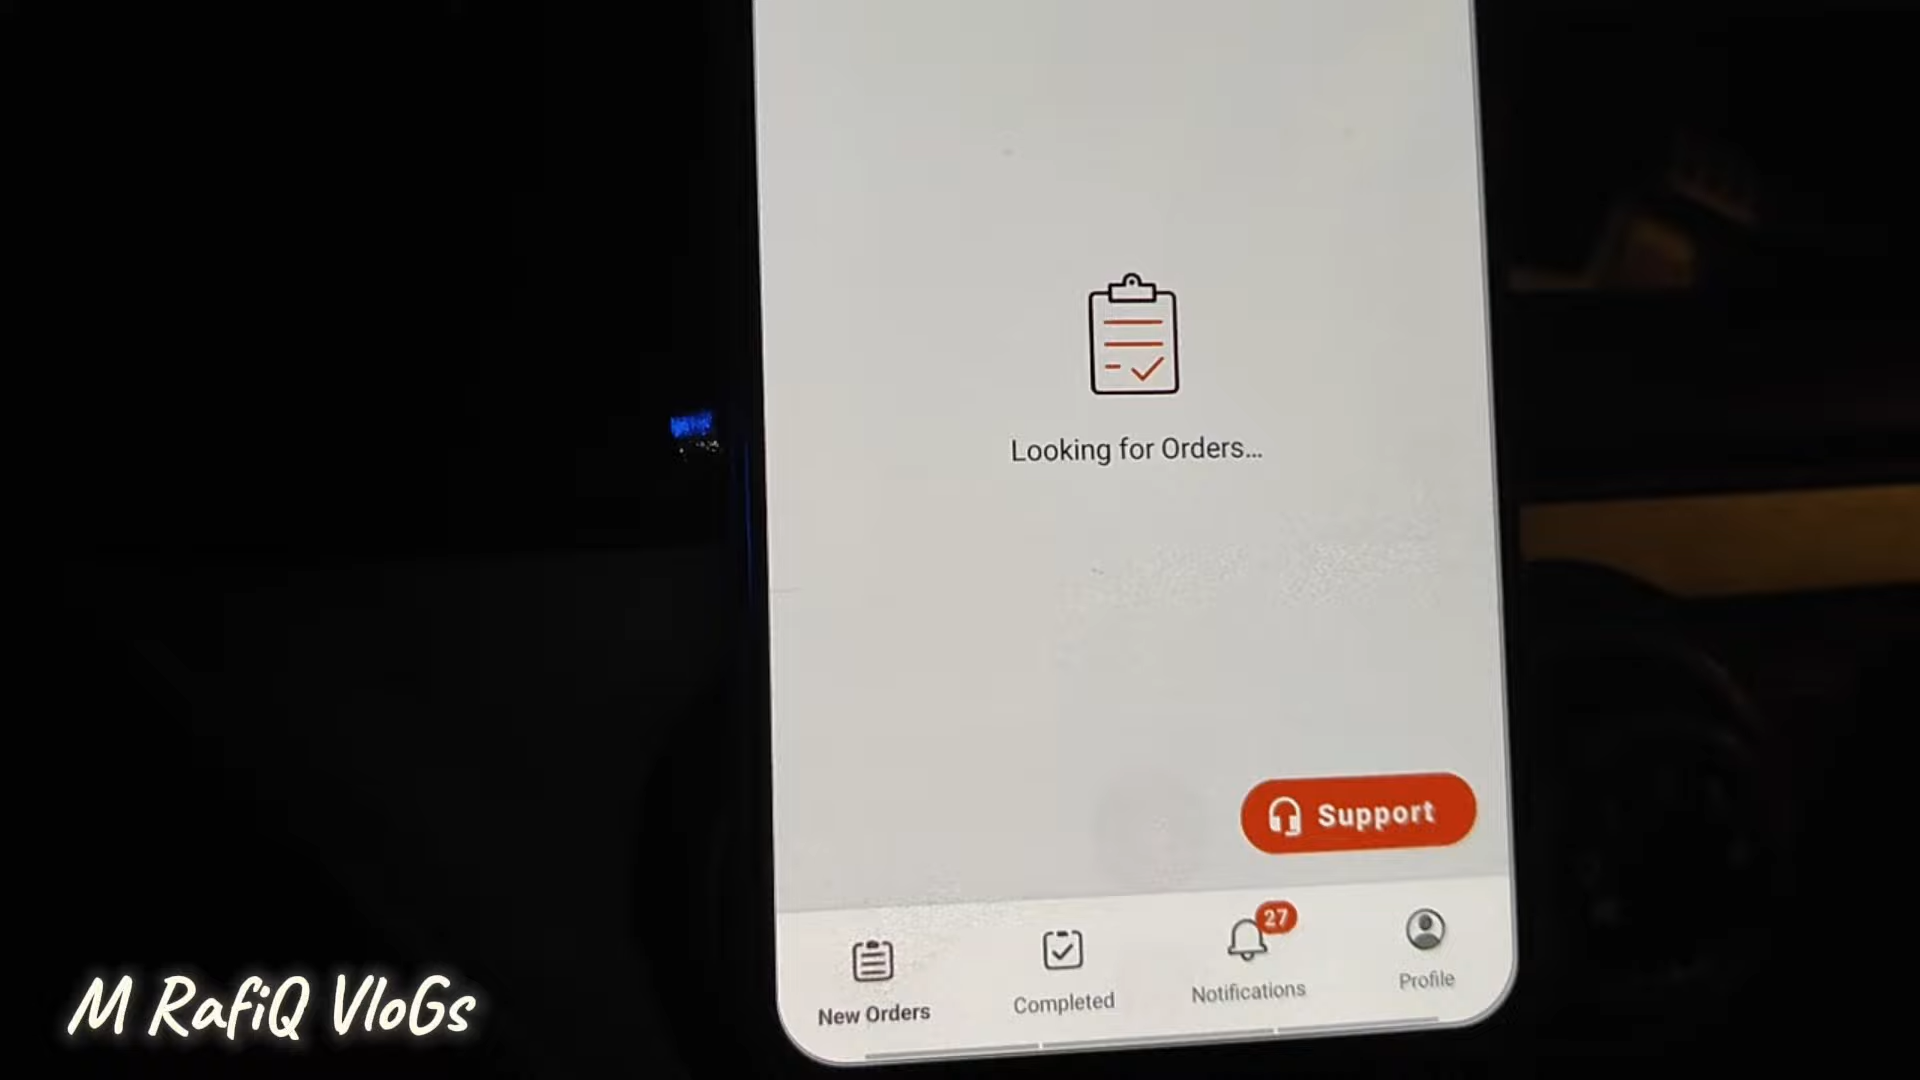 Looking for Orders...
Support
27
New Orders
Completed
Notifications
Profile
M RafiQ VloGs